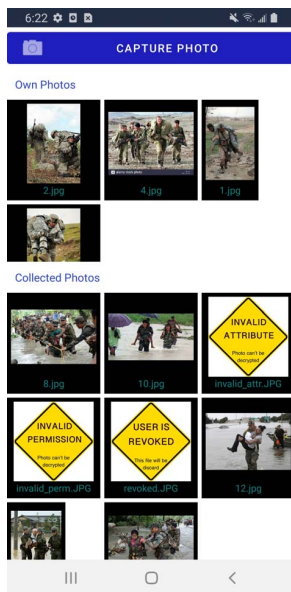 6:22
CAPTURE PHOTO
Own Photos
2.jpg
4.jpg
1.jpg
Collected Photos
8.jpg
10.jpg
INVALID
ATTRIBUTE
Photo can't be
decrypted
invalid_attr.JPG
INVALID
PERMISSION
Photo can't be
decrypted
invalid_perm.JPG
USER IS
REVOKED
This file will be
discard
revoked.JPG
12.jpg